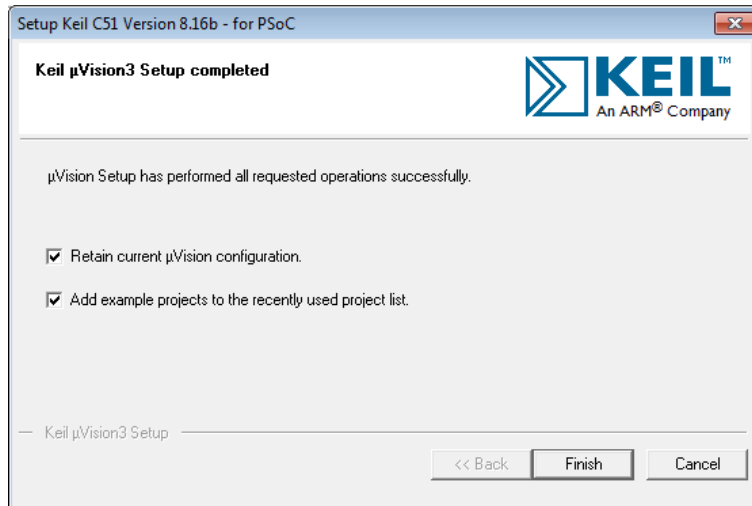 Setup Keil C51 Version 8.16b - for PSoC
Keil µVision3 Setup completed
KEIL™
An ARM® Company
µVision Setup has performed all requested operations successfully.
Retain current µVision configuration.
Add example projects to the recently used project list.
Keil µVision3 Setup
<< Back
Finish
Cancel